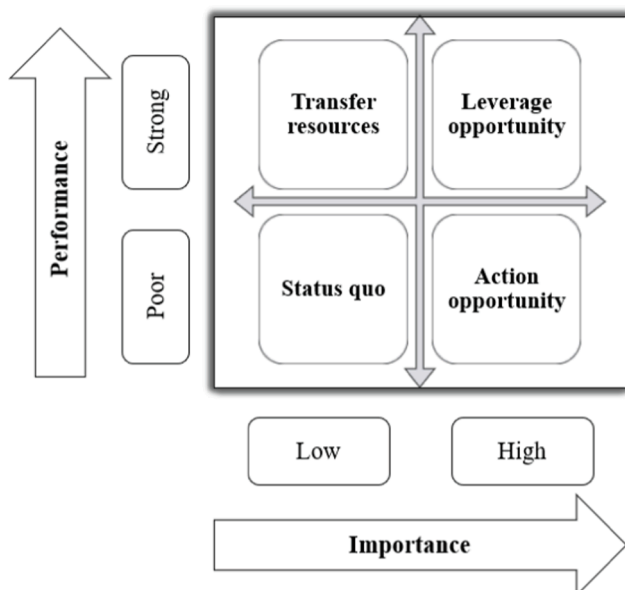 Performance
Strong
Poor
Transfer
resources
Leverage
opportunity
Status quo
Action
opportunity
Low
High
Importance